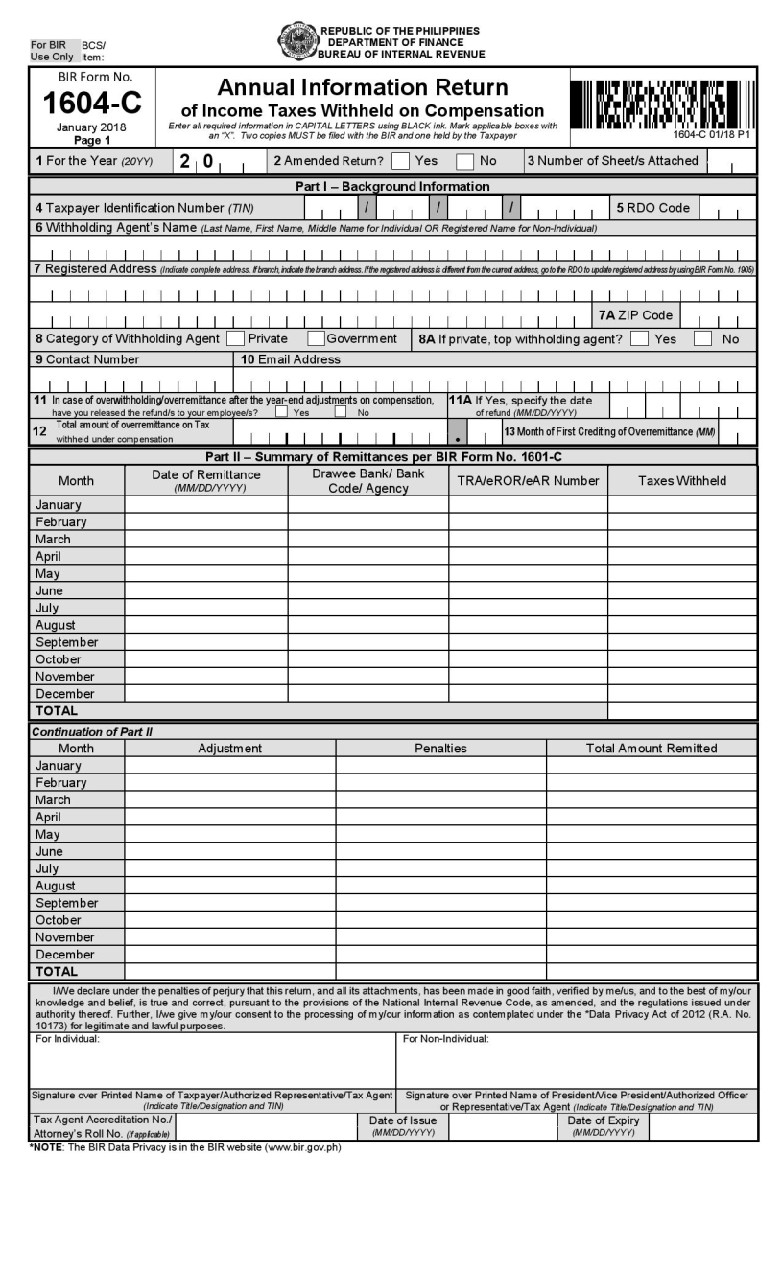 For BIR BCS/
Use Only Item:
REPUBLIC OF THE PHILIPPINES
DEPARTMENT OF FINANCE
BUREAU OF INTERNAL REVENUE
BIR Form No.
1604-C
January 2018
Page 1
Annual Information Return
of Income Taxes Withheld on Compensation
Enter all required information in CAPITAL LETTERS using BLACK ink. Mark applicable boxes with
an "X". Two copies MUST be filed with the BIR and one held by the Taxpayer
1604-C 01/18 P1
1 For the Year (20YY) 2 0 2 Amended Return? Yes No 3 Number of Sheet/s Attached
Part I – Background Information
4 Taxpayer Identification Number (TIN) / / / 5 RDO Code
6 Withholding Agent's Name (Last Name, First Name, Middle Name for Individual OR Registered Name for Non-Individual)
7 Registered Address (Indicate complete address. If branch, indicate the branch address. If the registered address is different from the current address, go to the RDO to update registered address by using BIR Form No. 1905)
7A ZIP Code
8 Category of Withholding Agent Private Government 8A If private, top withholding agent? Yes No
9 Contact Number 10 Email Address
11 In case of overwithholding/overremittance after the year-end adjustments on compensation,
have you released the refund/s to your employee/s? Yes No
11A If Yes, specify the date
of refund (MM/DD/YYYY)
12 Total amount of overremittance on Tax
withhed under compensation
. 13 Month of First Crediting of Overremittance (MM)
Part II – Summary of Remittances per BIR Form No. 1601-C
Month Date of Remittance
(MM/DD/YYYY) Drawee Bank/ Bank
Code/ Agency TRA/eROR/eAR Number Taxes Withheld
January
February
March
April
May
June
July
August
September
October
November
December
TOTAL
Continuation of Part II
Month Adjustment Penalties Total Amount Remitted
January
February
March
April
May
June
July
August
September
October
November
December
TOTAL
I/We declare under the penalties of perjury that this return, and all its attachments, has been made in good faith, verified by me/us, and to the best of my/our
knowledge and belief, is true and correct, pursuant to the provisions of the National Internal Revenue Code, as amended, and the regulations issued under
authority thereof. Further, I/we give my/our consent to the processing of my/our information as contemplated under the *Data Privacy Act of 2012 (R.A. No.
10173) for legitimate and lawful purposes.
For Individual: For Non-Individual:
Signature over Printed Name of Taxpayer/Authorized Representative/Tax Agent
(Indicate Title/Designation and TIN)
Signature over Printed Name of President/Vice President/Authorized Officer
or Representative/Tax Agent (Indicate Title/Designation and TIN)
Tax Agent Accreditation No./
Attorney's Roll No. (if applicable)
Date of Issue
(MM/DD/YYYY)
Date of Expiry
(MM/DD/YYYY)
*NOTE: The BIR Data Privacy is in the BIR website (www.bir.gov.ph)